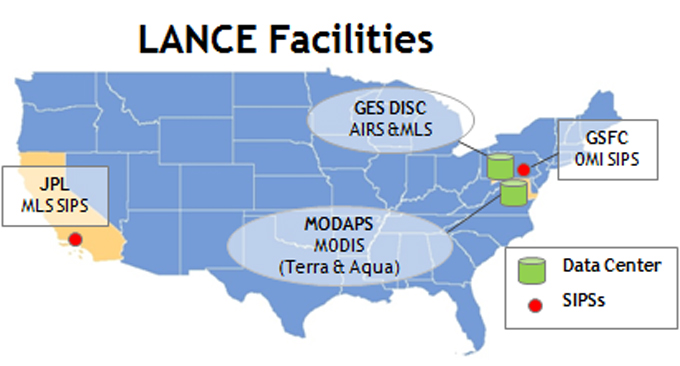 LANCE Facilities
GES DISC
AIRS &MLS
GSFC
OMI SIPS
JPL
MLS SIPS
MODAPS
MODIS
(Terra & Aqua)
Data Center
SIPSs